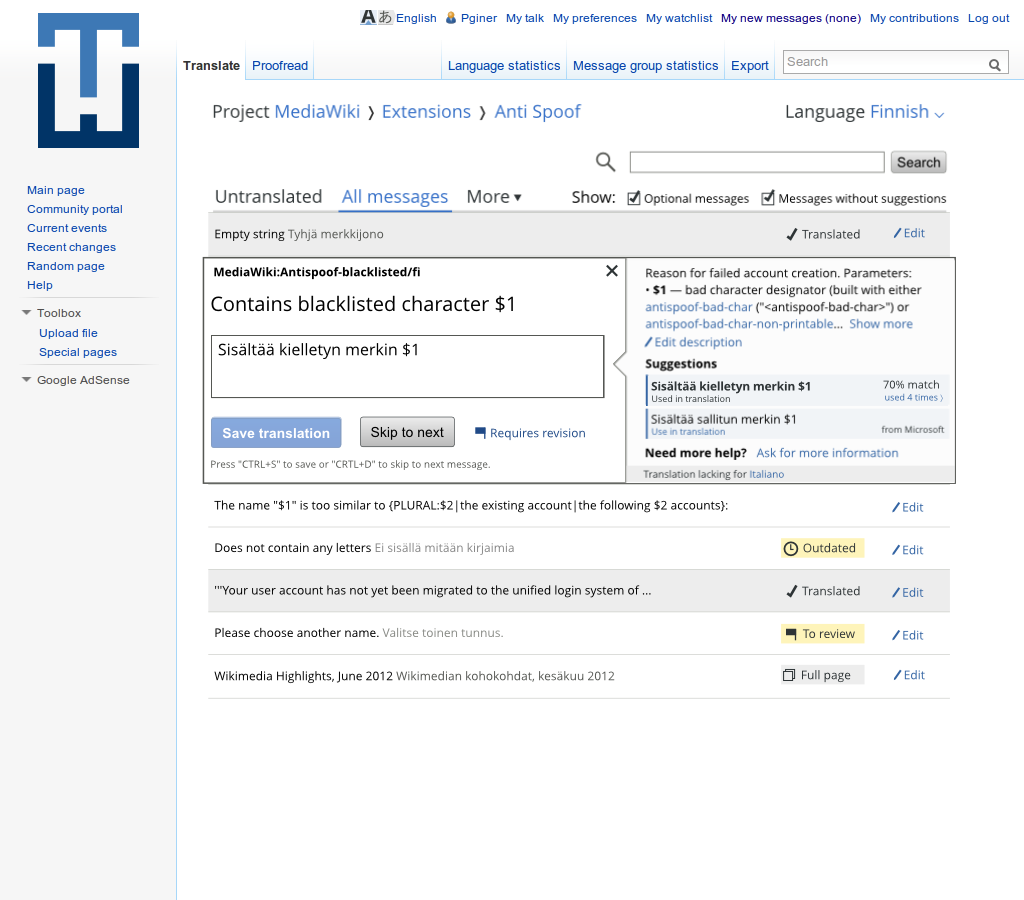 Aあ English Pginer My talk My preferences My watchlist My new messages (none) My contributions Log out
Translate Proofread Language statistics Message group statistics Export Search
Project MediaWiki ❭ Extensions ❭ Anti Spoof Language Finnish
Search
Main page
Community portal
Current events
Recent changes
Random page
Help
Toolbox
Upload file
Special pages
Google AdSense
Untranslated All messages More ▾ Show: Optional messages Messages without suggestions
Empty string Tyhjä merkkijono Translated Edit
MediaWiki:Antispoof-blacklisted/fi
Contains blacklisted character $1
Sisältää kielletyn merkin $1
Save translation Skip to next Requires revision
Press "CTRL+S" to save or "CRTL+D" to skip to next message.
Reason for failed account creation. Parameters:
• $1 — bad character designator (built with either
antispoof-bad-char ("<antispoof-bad-char>") or
antispoof-bad-char-non-printable... Show more
Edit description
Suggestions
Sisältää kielletyn merkin $1 70% match
Used in translation used 4 times ⟩
Sisältää sallitun merkin $1
Use in translation from Microsoft
Need more help? Ask for more information
Translation lacking for Italiano
The name "$1" is too similar to {PLURAL:$2|the existing account|the following $2 accounts}: Edit
Does not contain any letters Ei sisällä mitään kirjaimia Outdated Edit
'''Your user account has not yet been migrated to the unified login system of ... Translated Edit
Please choose another name. Valitse toinen tunnus. To review Edit
Wikimedia Highlights, June 2012 Wikimedian kohokohdat, kesäkuu 2012 Full page Edit